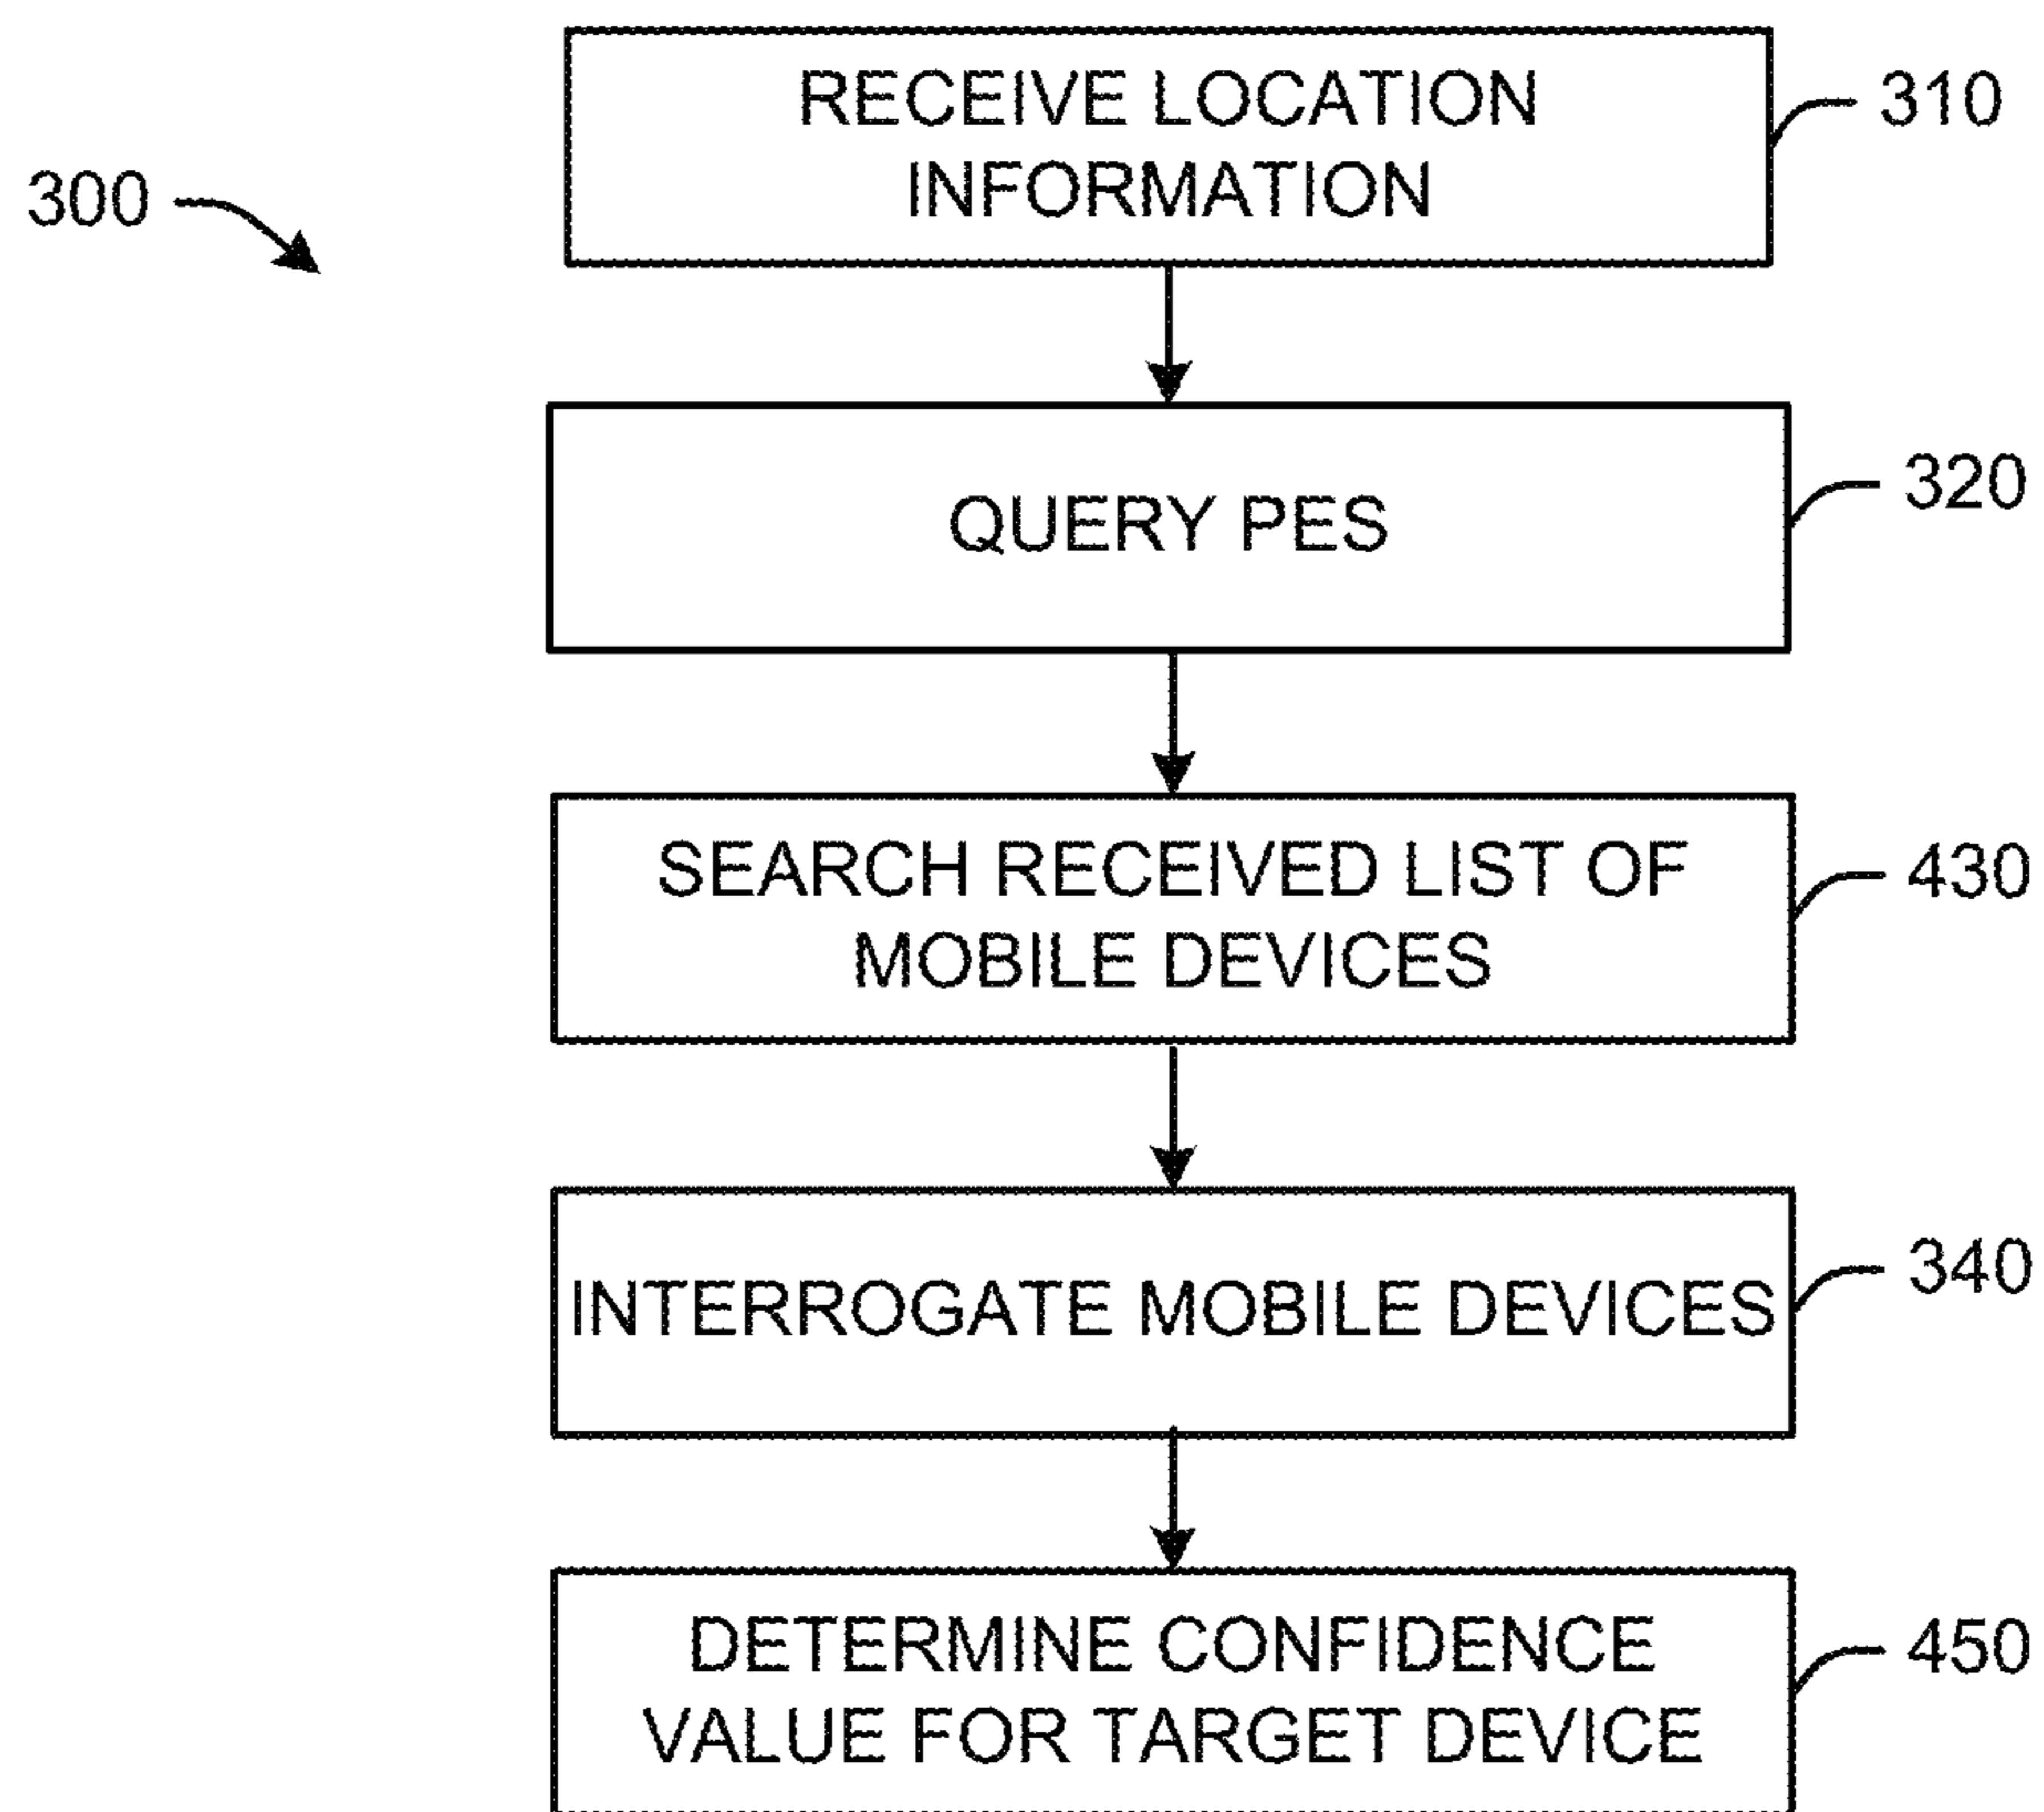 RECEIVE LOCATION
INFORMATION
310
300
QUERY PES
320
SEARCH RECEIVED LIST OF
MOBILE DEVICES
430
INTERROGATE MOBILE DEVICES
340
DETERMINE CONFIDENCE
VALUE FOR TARGET DEVICE
450